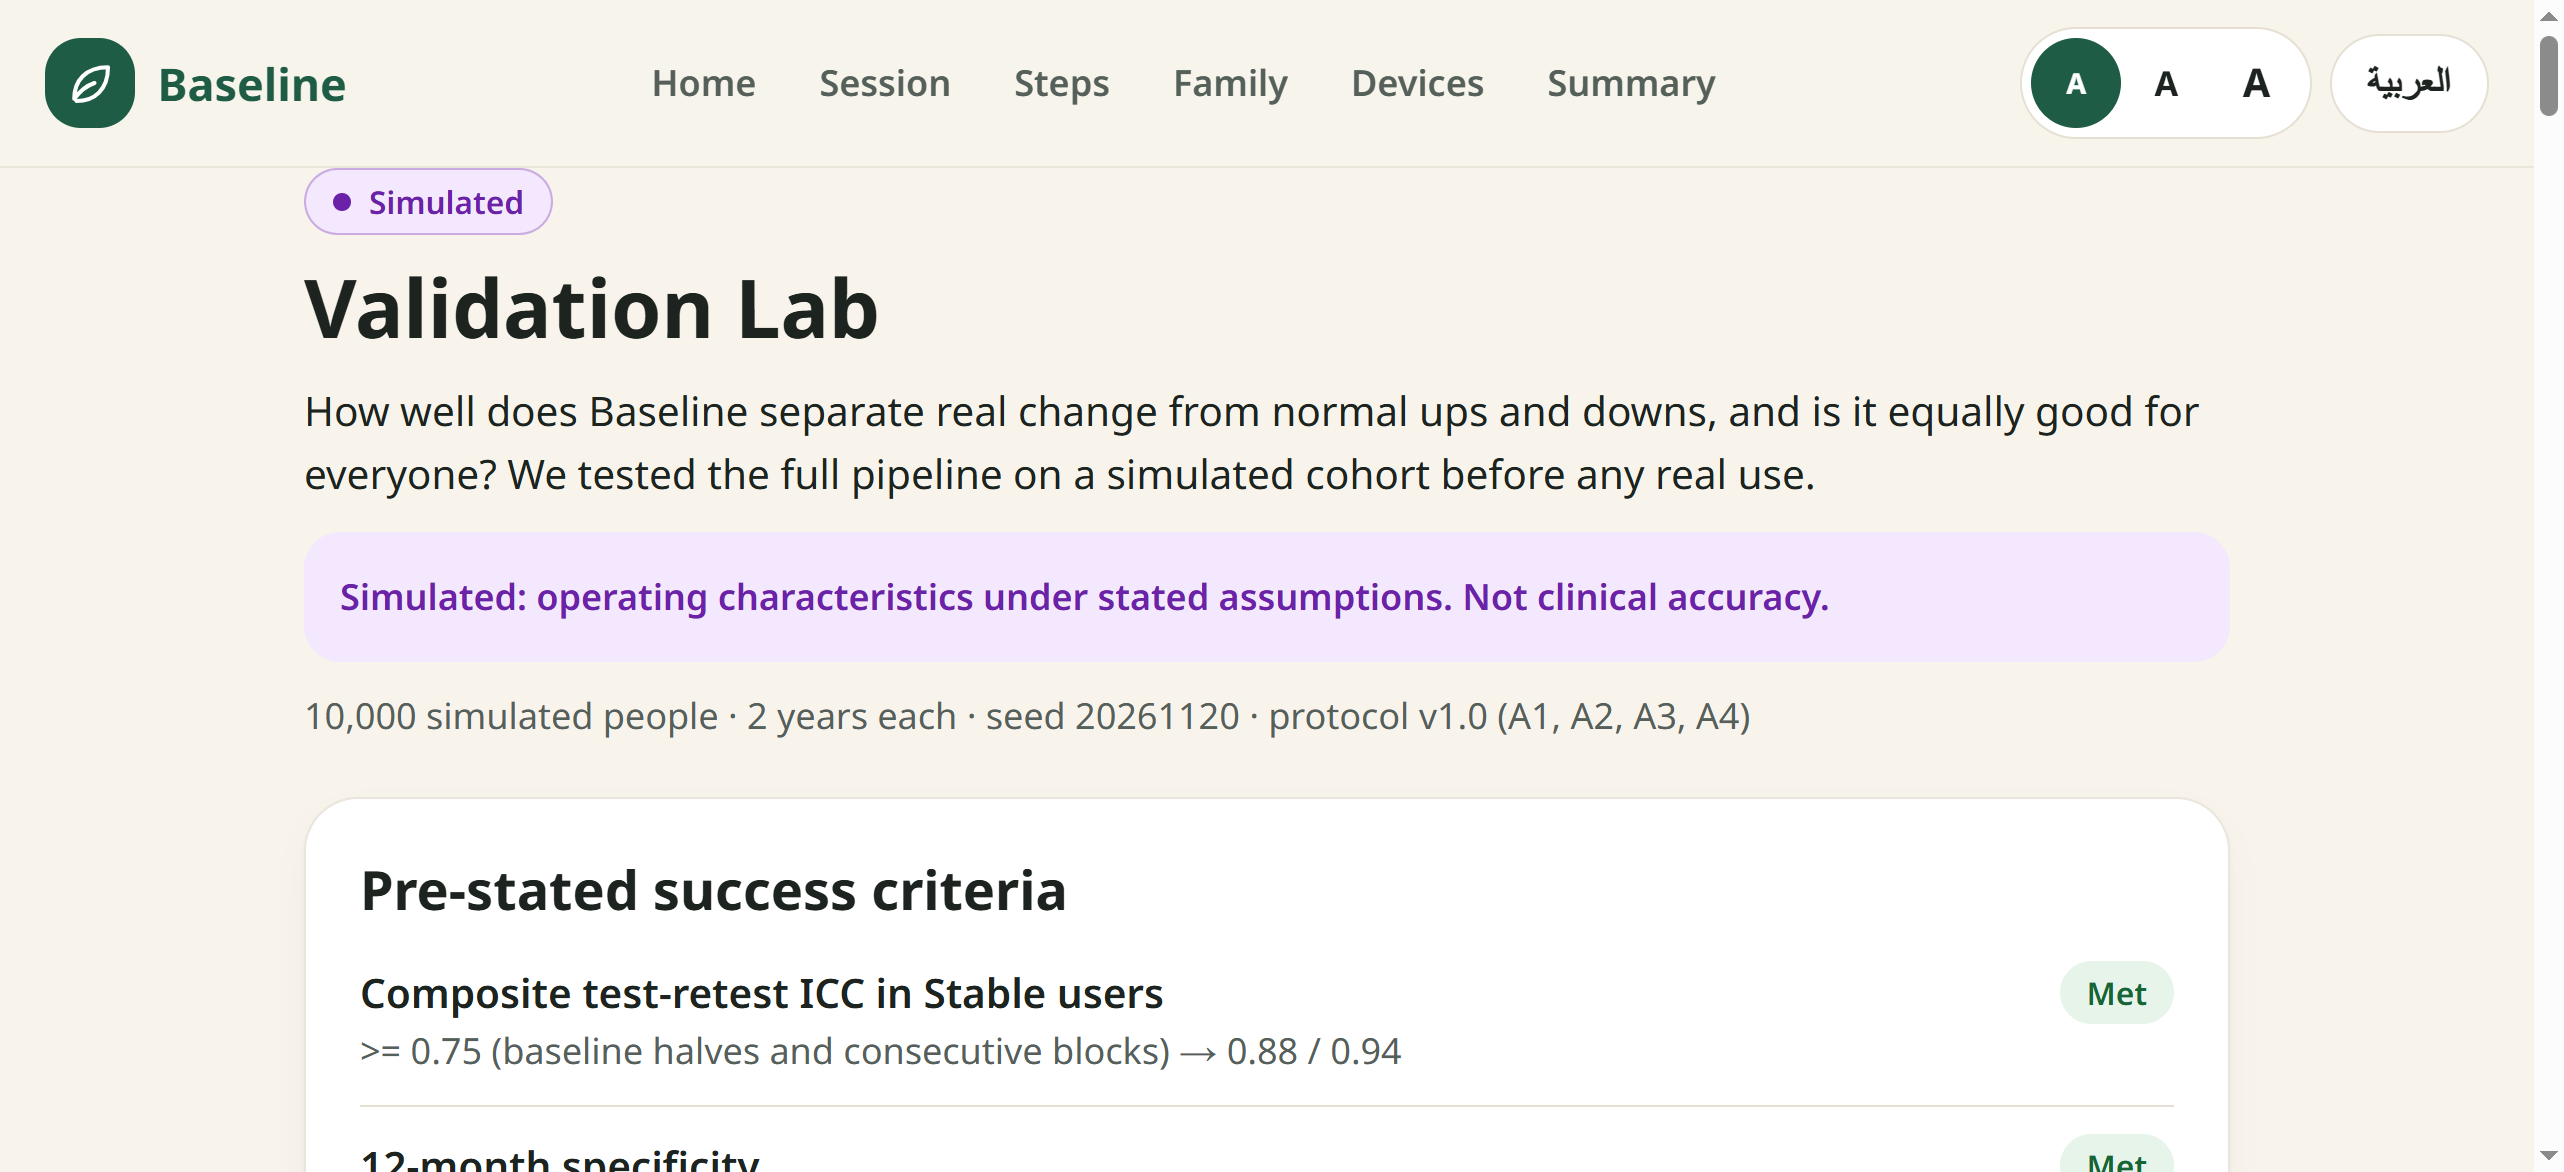 Baseline
Home Session Steps Family Devices Summary
A A A
العربية
Simulated
Validation Lab
How well does Baseline separate real change from normal ups and downs, and is it equally good for
everyone? We tested the full pipeline on a simulated cohort before any real use.
Simulated: operating characteristics under stated assumptions. Not clinical accuracy.
10,000 simulated people · 2 years each · seed 20261120 · protocol v1.0 (A1, A2, A3, A4)
Pre-stated success criteria
Composite test-retest ICC in Stable users
Met
>= 0.75 (baseline halves and consecutive blocks) → 0.88 / 0.94
12-month specificity
Met